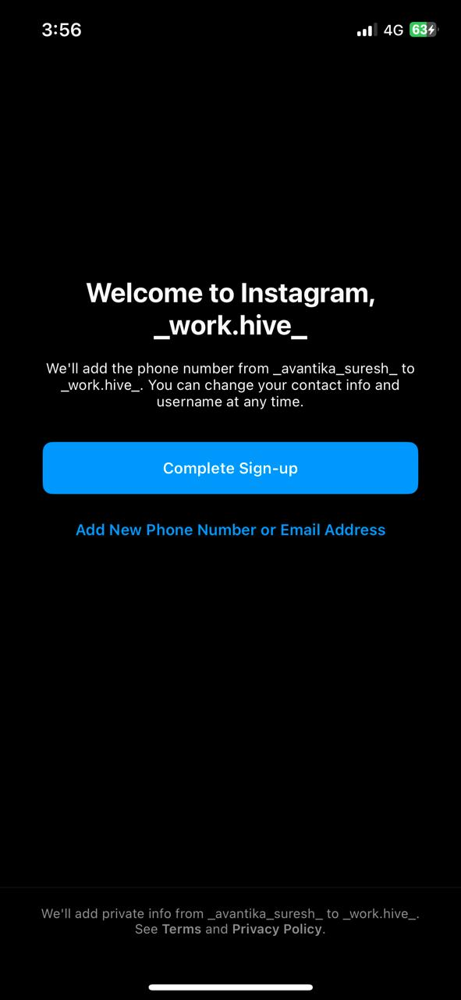 3:56 4G 63
Welcome to Instagram,
_work.hive_
We'll add the phone number from _avantika_suresh_ to
_work.hive_. You can change your contact info and
username at any time.
Complete Sign-up
Add New Phone Number or Email Address
We'll add private info from _avantika_suresh_ to _work.hive_.
See Terms and Privacy Policy.